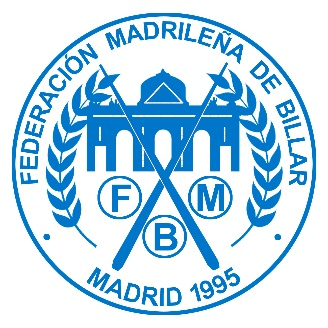 FEDERACIÓN MADRILEÑA DE BILLAR
F M
B
MADRID 1995